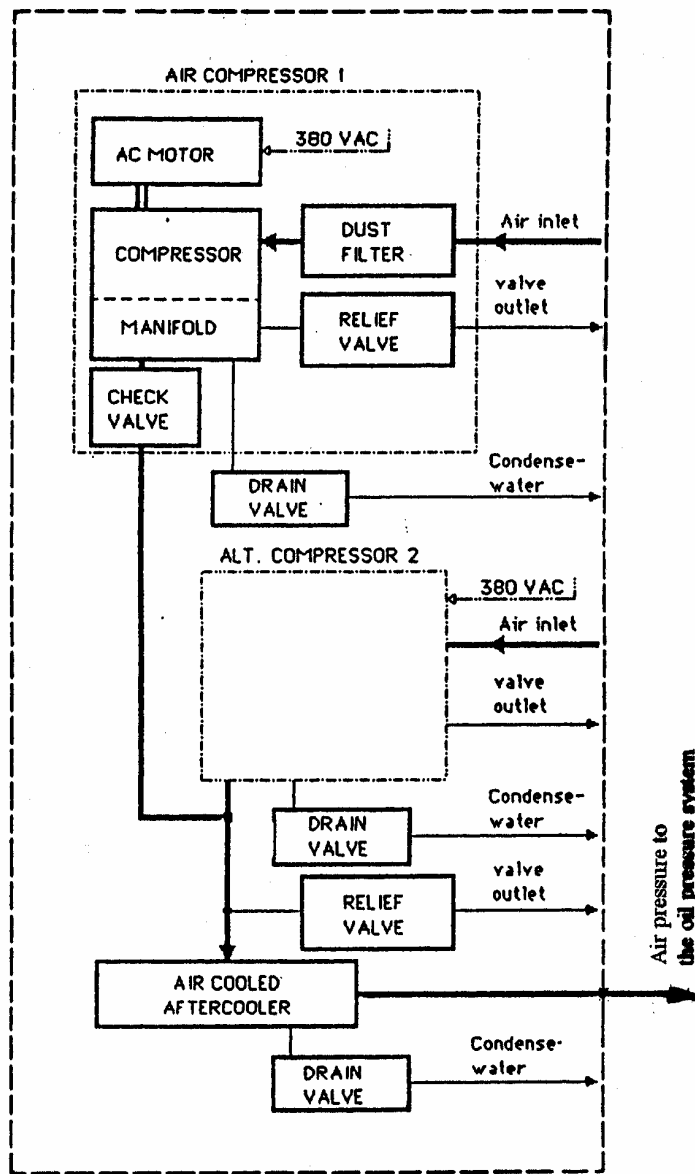 AIR COMPRESSOR 1
AC MOTOR
380 VAC
COMPRESSOR
DUST
FILTER
Air inlet
MANIFOLD
RELIEF
VALVE
valve
outlet
CHECK
VALVE
DRAIN
VALVE
Condense-
water
ALT. COMPRESSOR 2
380 VAC
Air inlet
valve
outlet
DRAIN
VALVE
Condense-
water
RELIEF
VALVE
valve
outlet
AIR COOLED
AFTERCOOLER
Air pressure to
the oil pressure system
DRAIN
VALVE
Condense-
water